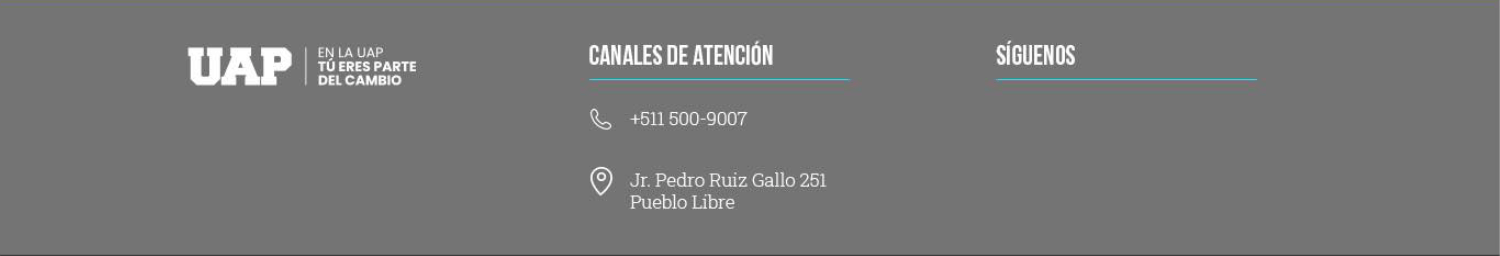 UAP
EN LA UAP
TÚ ERES PARTE
DEL CAMBIO
CANALES DE ATENCIÓN
+511 500-9007
Jr. Pedro Ruiz Gallo 251
Pueblo Libre
SÍGUENOS